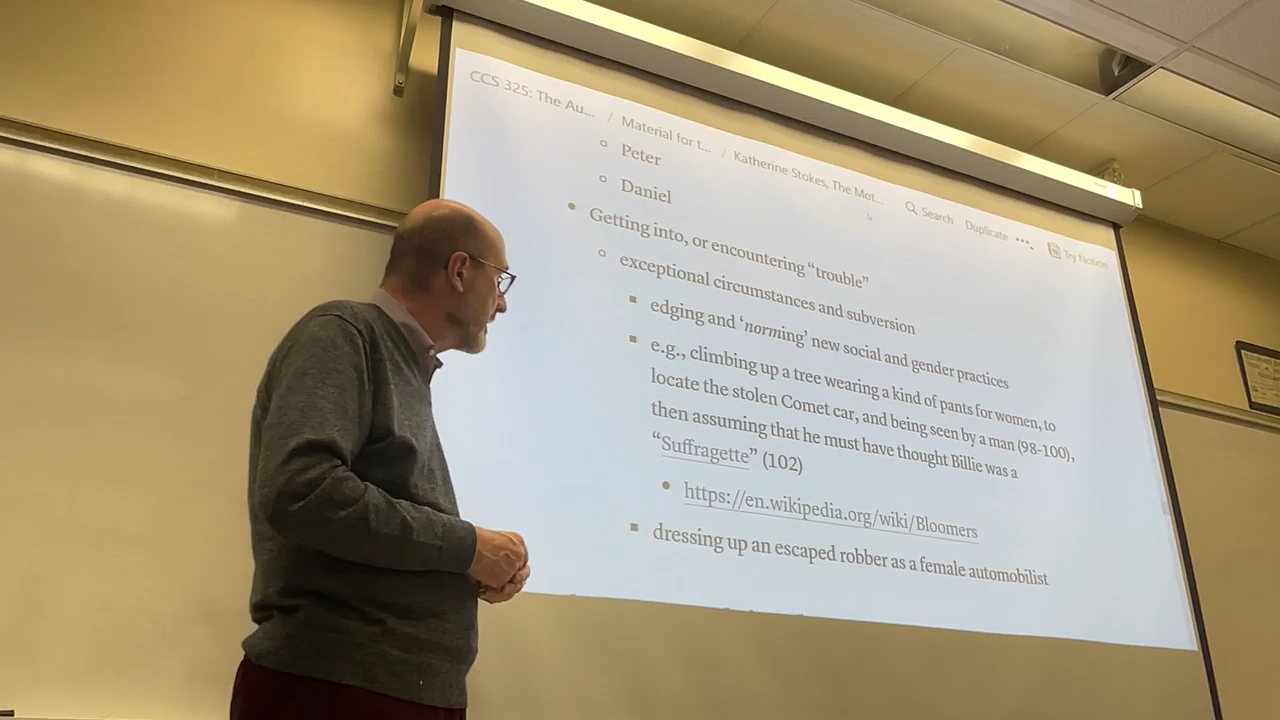 CCS 325: The Au... / Material for t... / Katherine Stokes, The Mot... Search Duplicate ••• Try Notion
Peter
Daniel
Getting into, or encountering “trouble”
exceptional circumstances and subversion
edging and ‘norming’ new social and gender practices
e.g., climbing up a tree wearing a kind of pants for women, to
locate the stolen Comet car, and being seen by a man (98-100),
then assuming that he must have thought Billie was a
“Suffragette” (102)
https://en.wikipedia.org/wiki/Bloomers
dressing up an escaped robber as a female automobilist